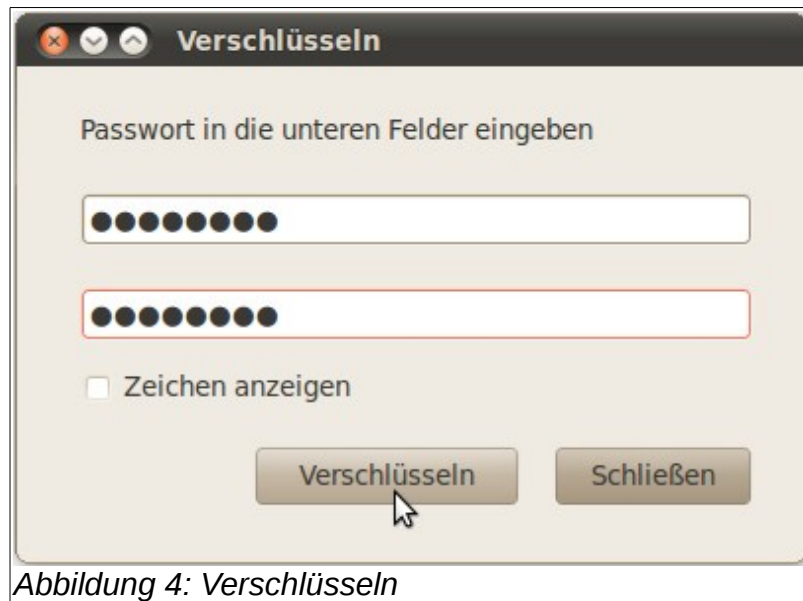 Verschlüsseln
Passwort in die unteren Felder eingeben
●●●●●●●●
●●●●●●●●
Zeichen anzeigen
Verschlüsseln
Schließen
Abbildung 4: Verschlüsseln